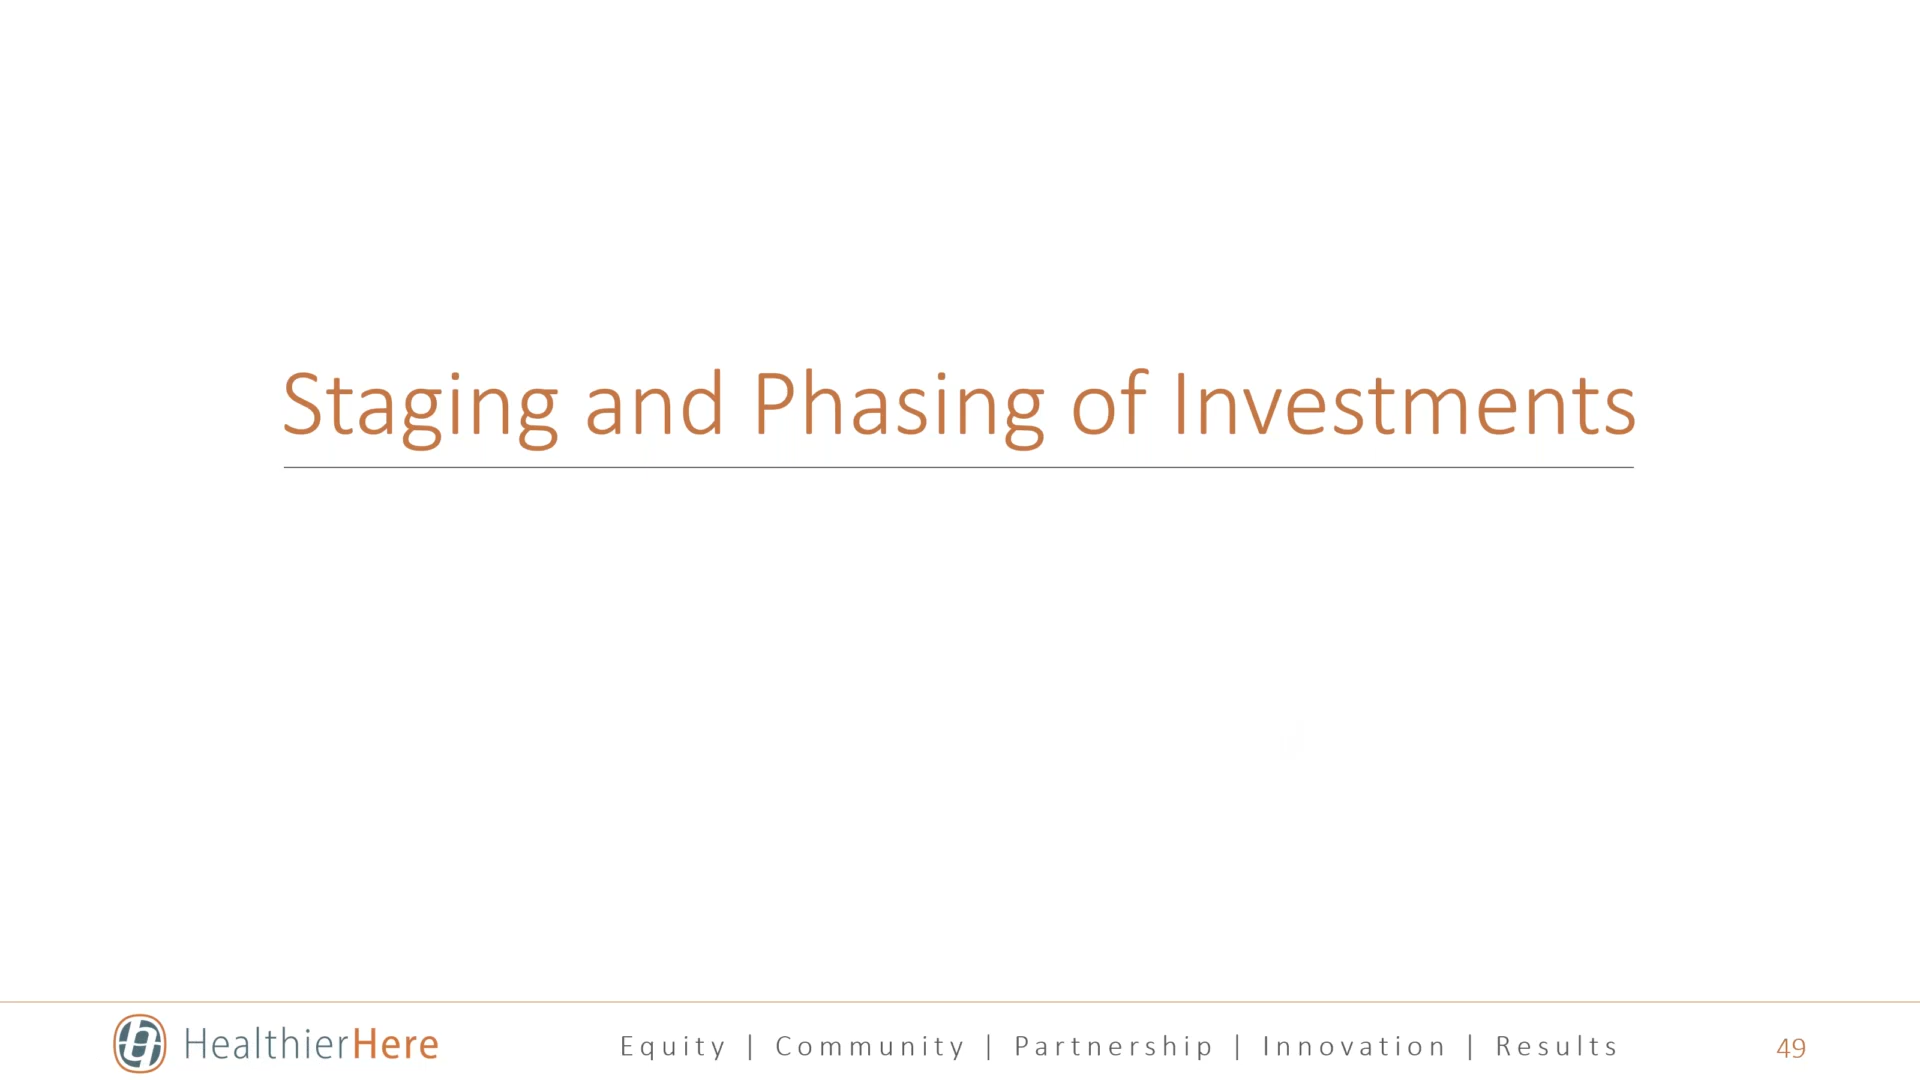 Staging and Phasing of Investments
HealthierHere
Equity | Community | Partnership | Innovation | Results
49